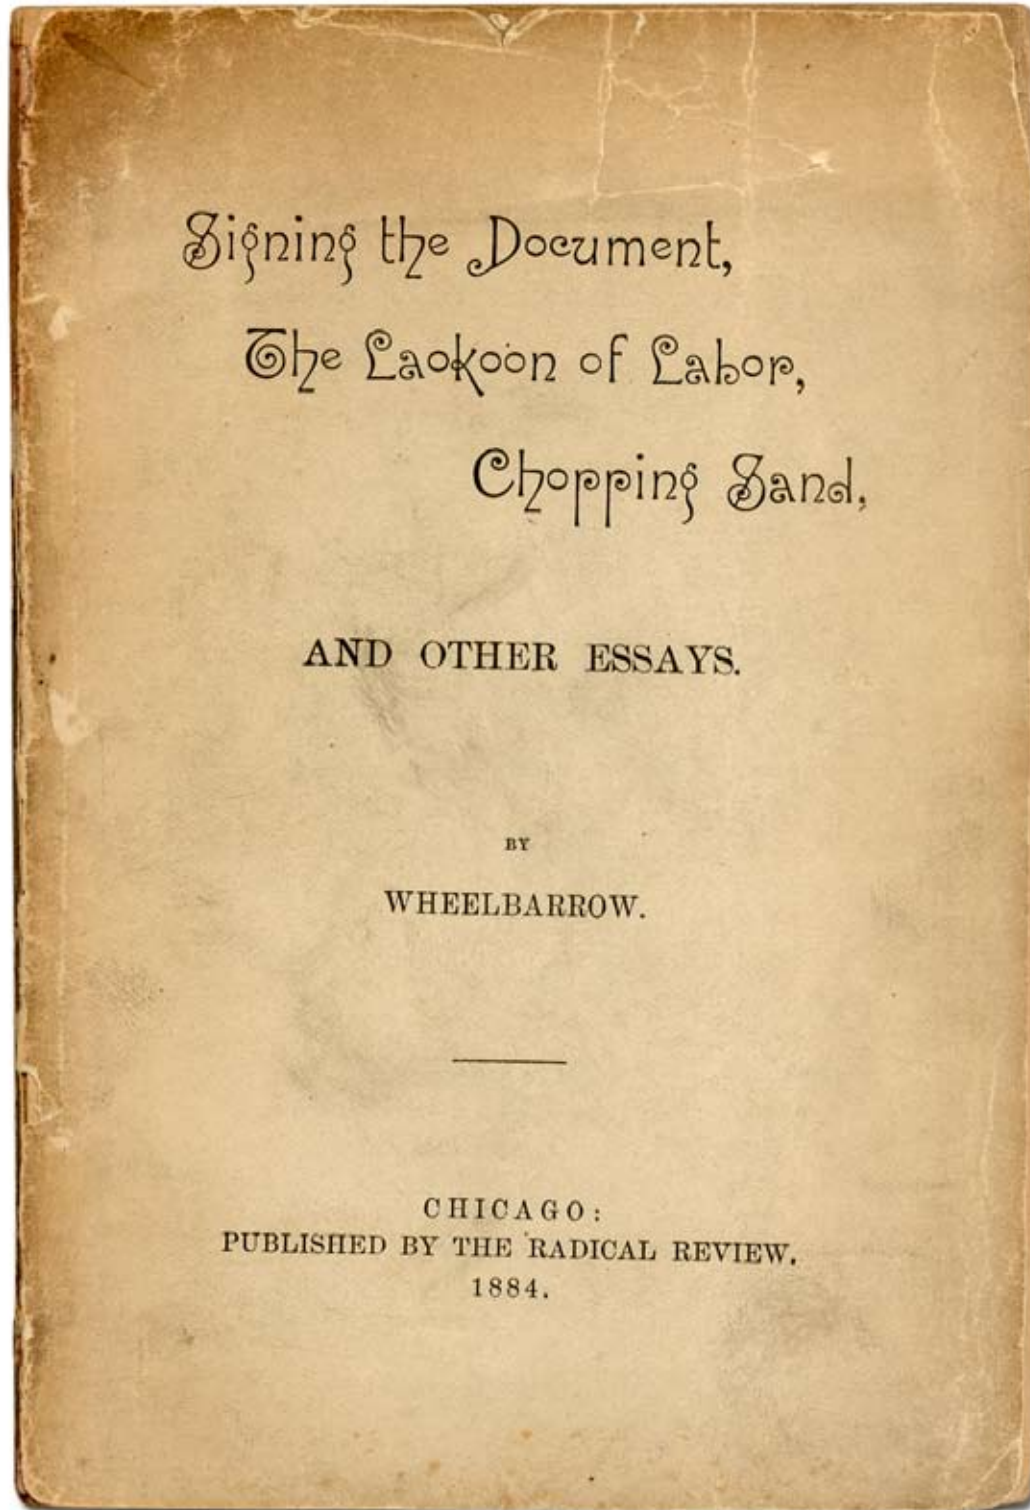 Signing the Document,
The Laokoon of Labor,
Chopping Sand,
AND OTHER ESSAYS.
BY
WHEELBARROW.
CHICAGO:
PUBLISHED BY THE RADICAL REVIEW.
1884.